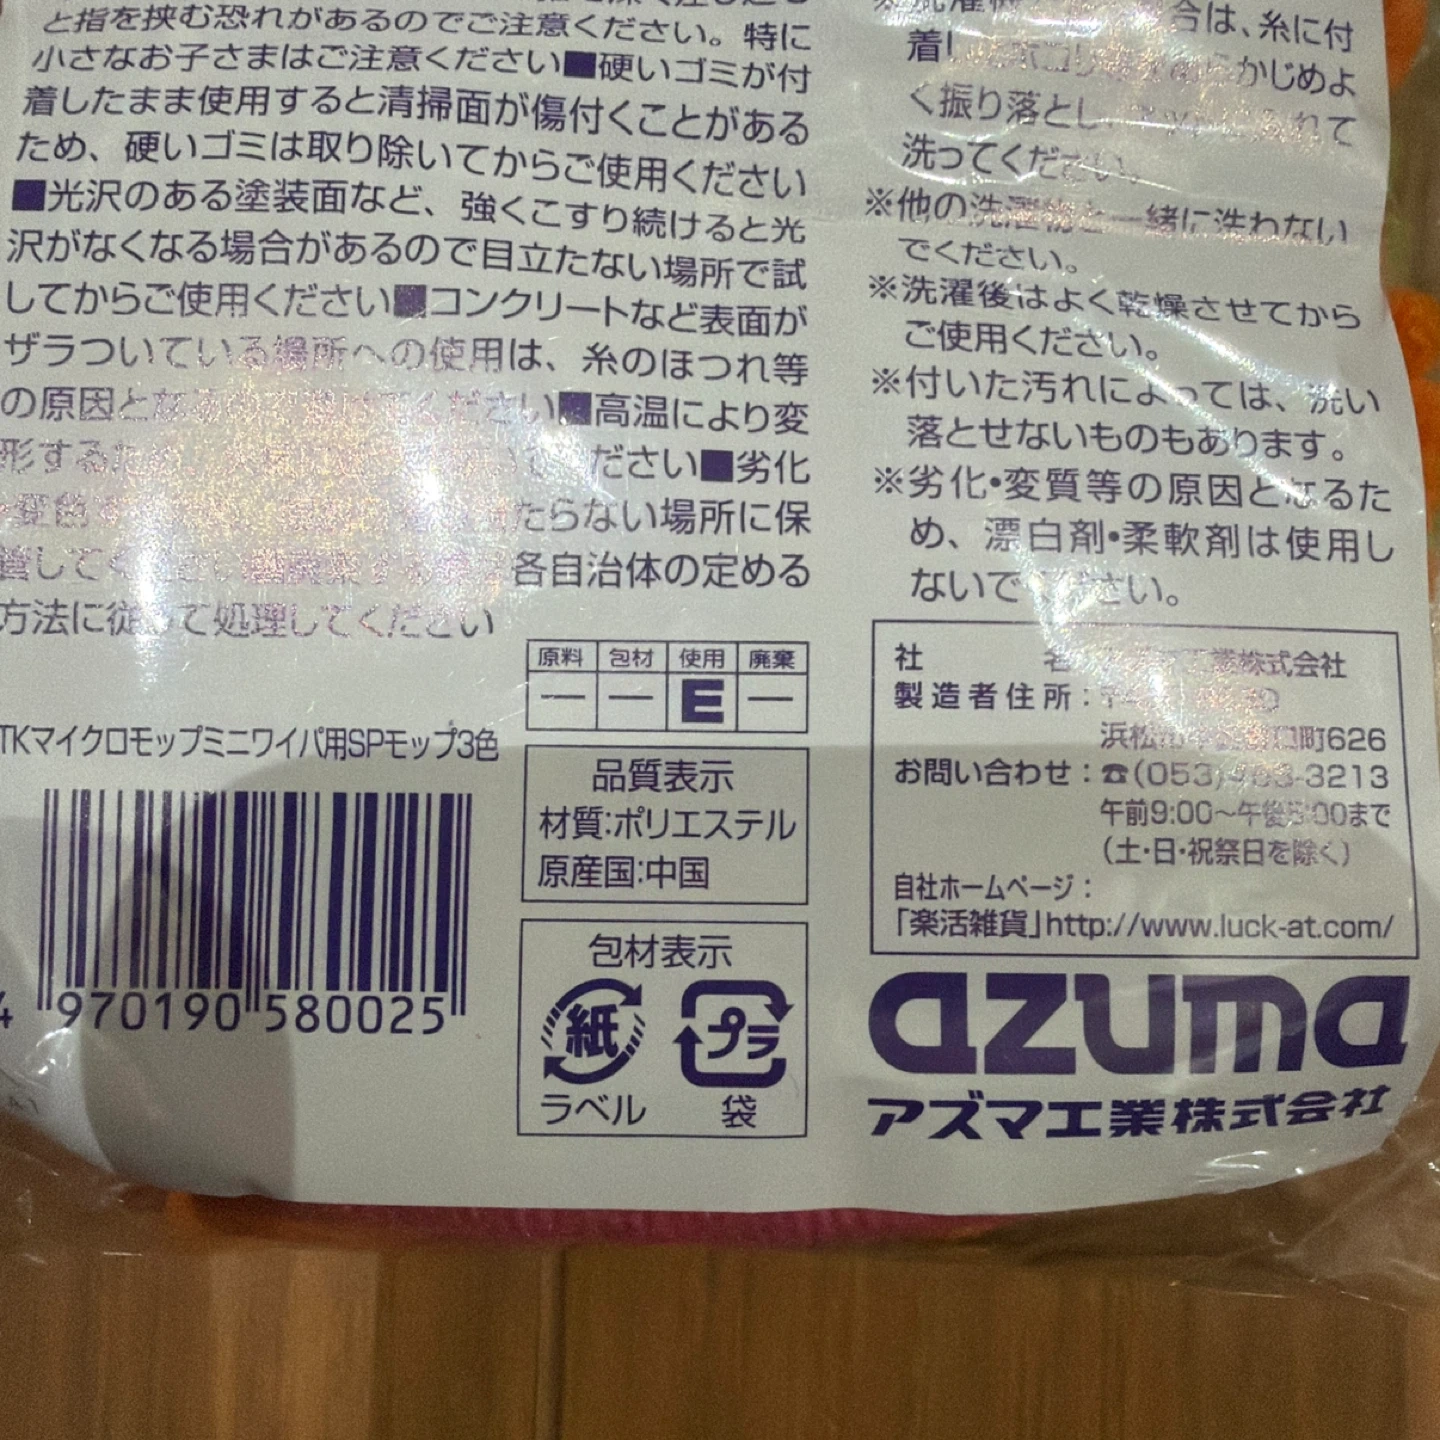 と指を挟む恐れがあるのでご注意ください。特に
小さなお子さまはご注意ください■硬いゴミが付
着したまま使用すると清掃面が傷付くことがある
ため、硬いゴミは取り除いてからご使用ください
■光沢のある塗装面など、強くこすり続けると光
沢がなくなる場合があるので目立たない場所で試
してからご使用ください■コンクリートなど表面が
ザラついている場所への使用は、糸のほつれ等
の原因と ください■高温により変
形する ださい■劣化
たらない場所に保
管してください 各自治体の定める
方法に従って処理してください
合は、糸に付
着し かじめよ
く振り落とし、 れて
洗ってください。
※他の洗濯物と一緒に洗わない
でください。
※洗濯後はよく乾燥させてから
ご使用ください。
※付いた汚れによっては、洗い
落とせないものもあります。
※劣化・変質等の原因となるた
め、漂白剤・柔軟剤は使用し
ないでください。
原料 包材 使用 廃棄
— — E —
TKマイクロモップミニワイパ用SPモップ3色
4 970190 580025
品質表示
材質:ポリエステル
原産国:中国
包材表示
紙 プラ
ラベル 袋
社 名 業株式会社
製造者住所:
浜松市 町626
お問い合わせ:☎(053) -3213
午前9:00〜午後 :00まで
(土・日・祝祭日を除く)
自社ホームページ:
「楽活雑貨」http://www.luck-at.com/
azuma
アズマ工業株式会社